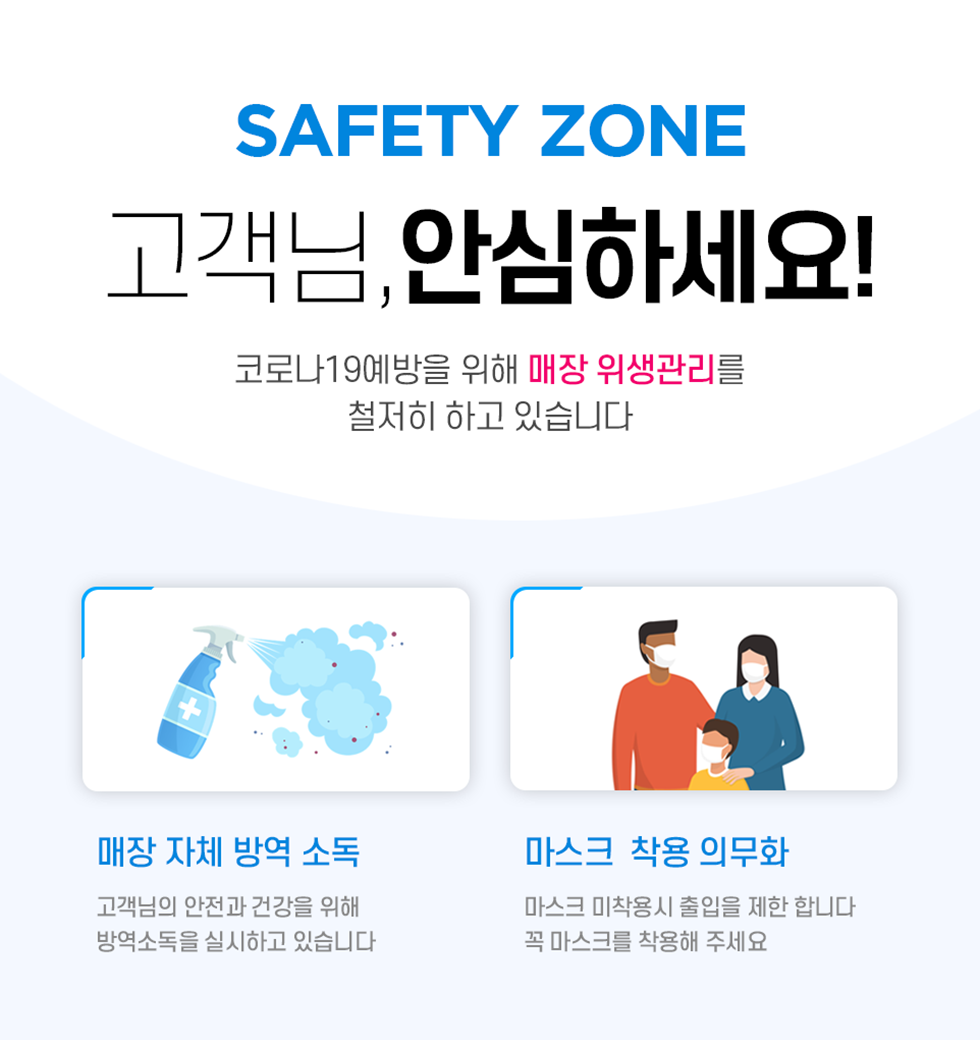 SAFETY ZONE
고객님, 안심하세요!
코로나19예방을 위해 매장 위생관리를
철저히 하고 있습니다
매장 자체 방역 소독
고객님의 안전과 건강을 위해
방역소독을 실시하고 있습니다
마스크 착용 의무화
마스크 미착용시 출입을 제한 합니다
꼭 마스크를 착용해 주세요